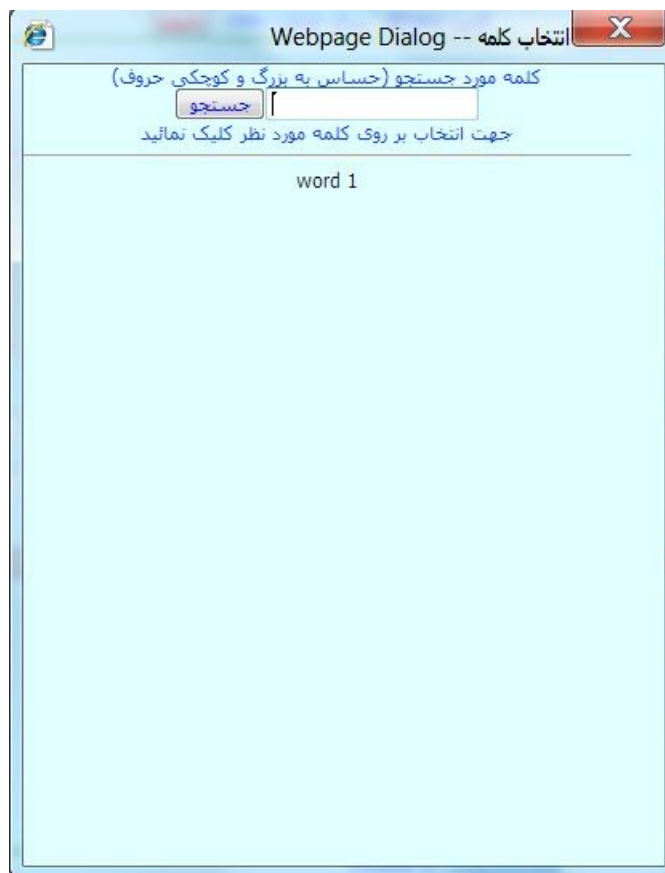 انتخاب کلمه -- Webpage Dialog
X
کلمه مورد جستجو (حساس به بزرگ و کوچکی حروف)
جستجو
جهت انتخاب بر روی کلمه مورد نظر کلیک نمائید
word 1